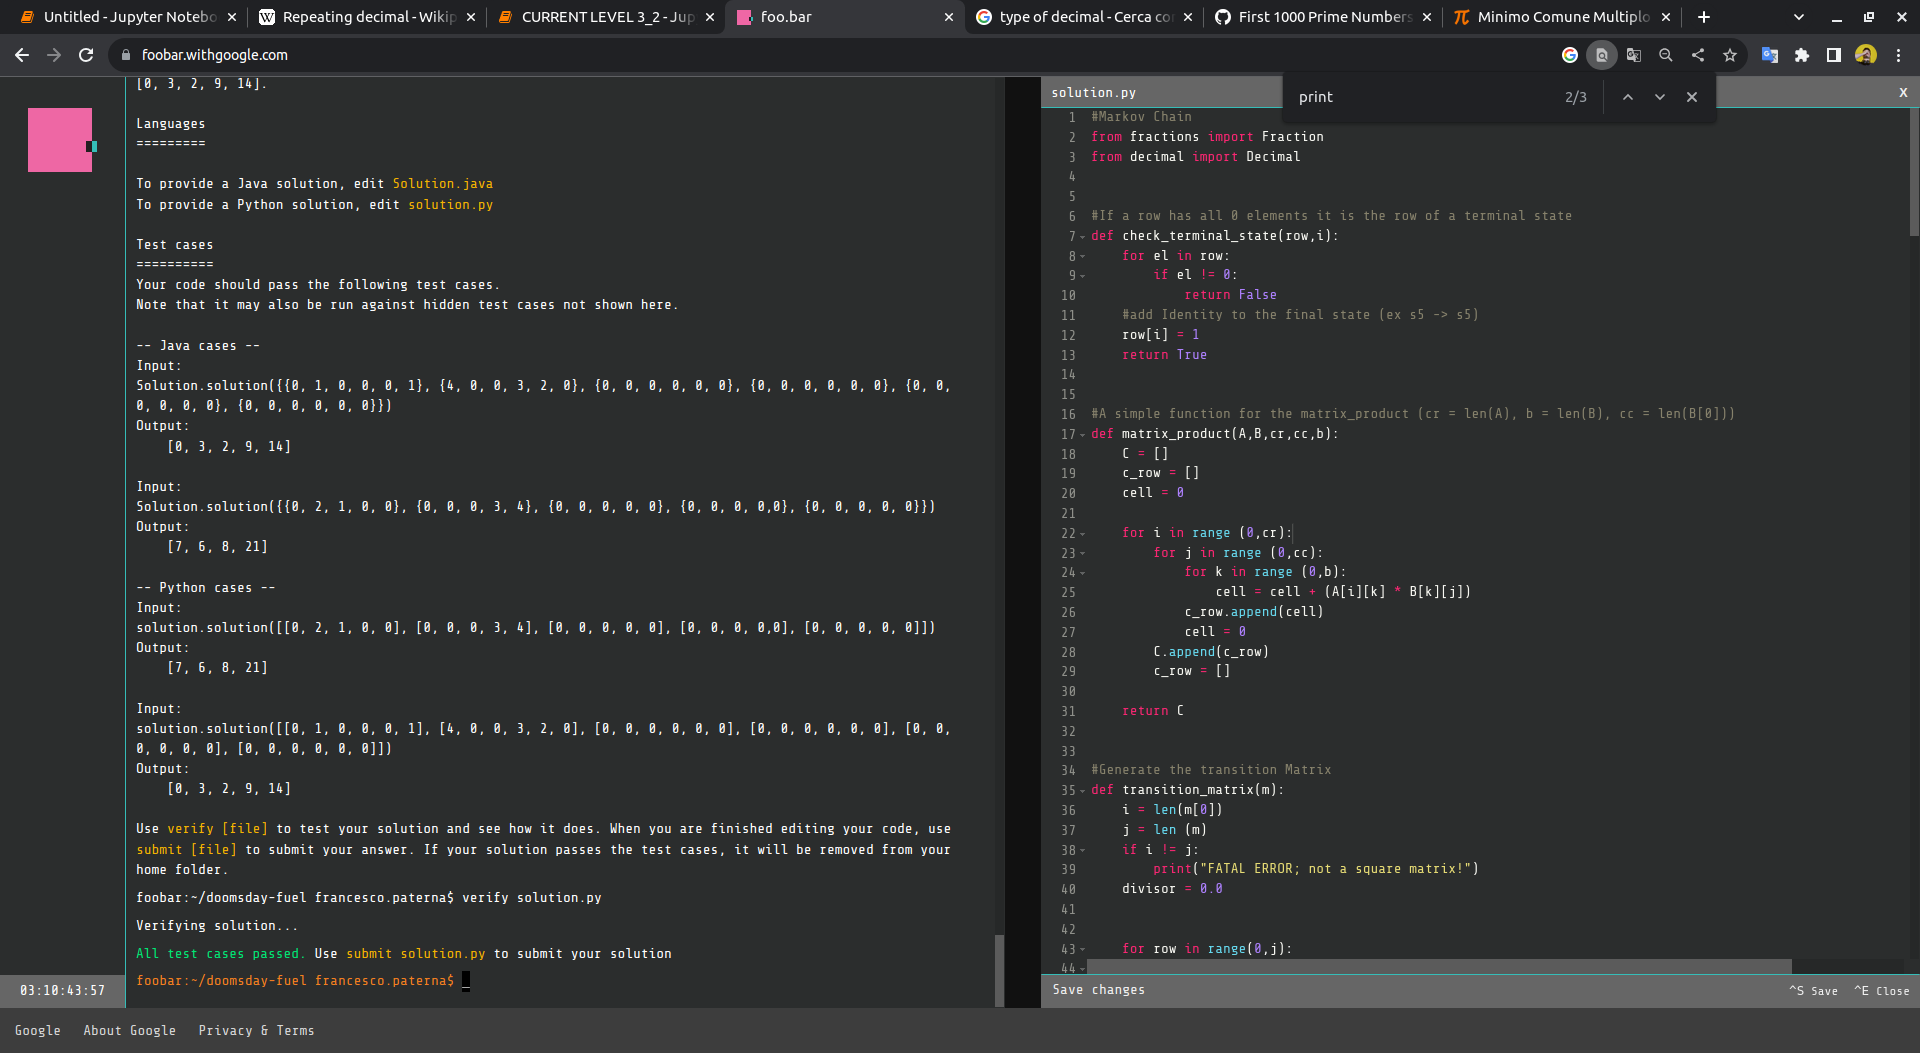 Untitled - Jupyter Notebo
Repeating decimal - Wikip
CURRENT LEVEL 3_2 - Jup
foo.bar
type of decimal - Cerca co
First 1000 Prime Numbers
Minimo Comune Multiplo
foobar.withgoogle.com
print
2/3
[0, 3, 2, 9, 14].
Languages
=========
To provide a Java solution, edit Solution.java
To provide a Python solution, edit solution.py
Test cases
==========
Your code should pass the following test cases.
Note that it may also be run against hidden test cases not shown here.
-- Java cases --
Input:
Solution.solution({{0, 1, 0, 0, 0, 1}, {4, 0, 0, 3, 2, 0}, {0, 0, 0, 0, 0, 0}, {0, 0, 0, 0, 0, 0}, {0, 0,
0, 0, 0, 0}, {0, 0, 0, 0, 0, 0}})
Output:
[0, 3, 2, 9, 14]
Input:
Solution.solution({{0, 2, 1, 0, 0}, {0, 0, 0, 3, 4}, {0, 0, 0, 0, 0}, {0, 0, 0, 0,0}, {0, 0, 0, 0, 0}})
Output:
[7, 6, 8, 21]
-- Python cases --
Input:
solution.solution([[0, 2, 1, 0, 0], [0, 0, 0, 3, 4], [0, 0, 0, 0, 0], [0, 0, 0, 0,0], [0, 0, 0, 0, 0]])
Output:
[7, 6, 8, 21]
Input:
solution.solution([[0, 1, 0, 0, 0, 1], [4, 0, 0, 3, 2, 0], [0, 0, 0, 0, 0, 0], [0, 0, 0, 0, 0, 0], [0, 0,
0, 0, 0, 0], [0, 0, 0, 0, 0, 0]])
Output:
[0, 3, 2, 9, 14]
Use verify [file] to test your solution and see how it does. When you are finished editing your code, use
submit [file] to submit your answer. If your solution passes the test cases, it will be removed from your
home folder.
foobar:~/doomsday-fuel francesco.paterna$ verify solution.py
Verifying solution...
All test cases passed. Use submit solution.py to submit your solution
foobar:~/doomsday-fuel francesco.paterna$ _
03:10:43:57
solution.py
X
1 #Markov Chain
2 from fractions import Fraction
3 from decimal import Decimal
4
5
6 #If a row has all 0 elements it is the row of a terminal state
7 def check_terminal_state(row,i):
8 for el in row:
9 if el != 0:
10 return False
11 #add Identity to the final state (ex s5 -> s5)
12 row[i] = 1
13 return True
14
15
16 #A simple function for the matrix_product (cr = len(A), b = len(B), cc = len(B[0]))
17 def matrix_product(A,B,cr,cc,b):
18 C = []
19 c_row = []
20 cell = 0
21
22 for i in range (0,cr):
23 for j in range (0,cc):
24 for k in range (0,b):
25 cell = cell + (A[i][k] * B[k][j])
26 c_row.append(cell)
27 cell = 0
28 C.append(c_row)
29 c_row = []
30
31 return C
32
33
34 #Generate the transition Matrix
35 def transition_matrix(m):
36 i = len(m[0])
37 j = len (m)
38 if i != j:
39 print("FATAL ERROR; not a square matrix!")
40 divisor = 0.0
41
42
43 for row in range(0,j):
44
Save changes
^S Save ^E Close
Google About Google Privacy & Terms